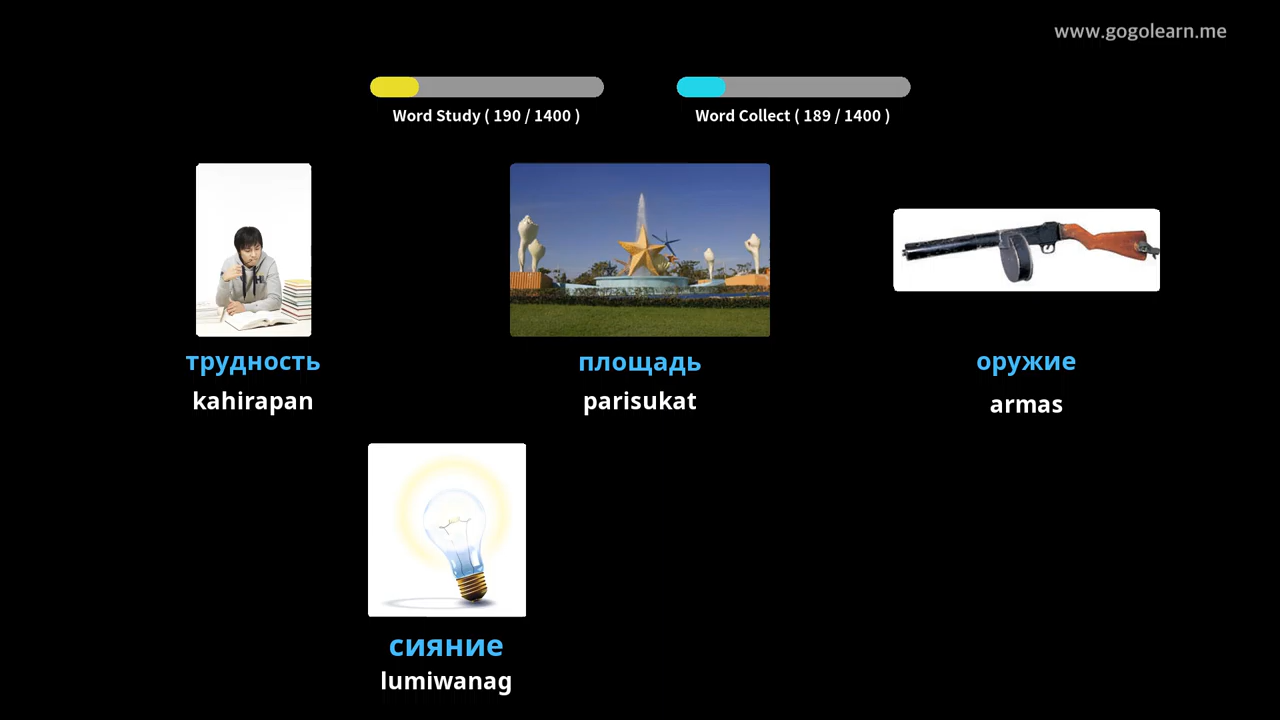 www.gogolearn.me
Word Study ( 190 / 1400 )
Word Collect ( 189 / 1400 )
трудность
kahirapan
площадь
parisukat
оружие
armas
сияние
lumiwanag